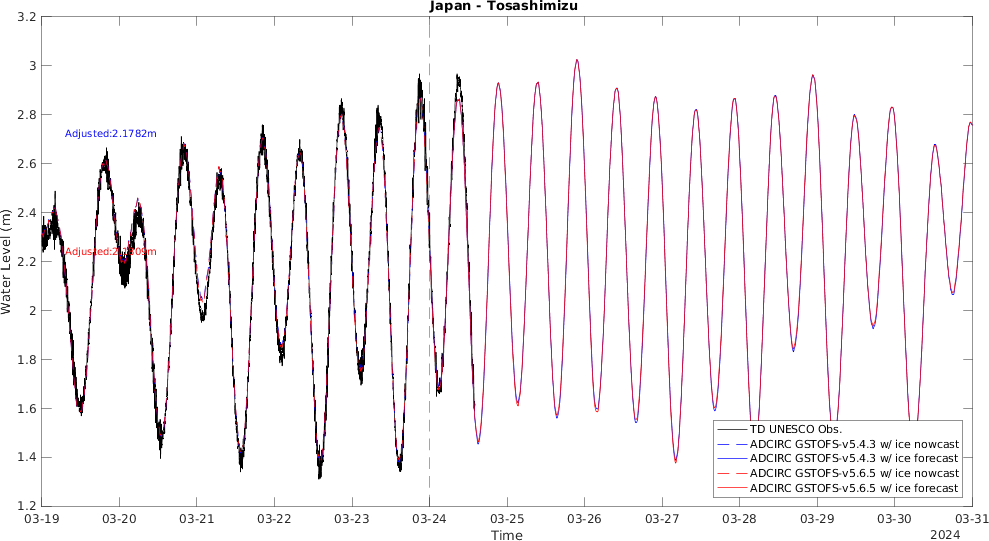 Japan - Tosashimizu
3.2
3
2.8
2.6
2.4
2.2
2
1.8
1.6
1.4
1.2
Water Level (m)
Adjusted:2.1782m
TD UNESCO Obs.
ADCIRC GSTOFS-v5.4.3 w/ ice nowcast
ADCIRC GSTOFS-v5.4.3 w/ ice forecast
ADCIRC GSTOFS-v5.6.5 w/ ice nowcast
ADCIRC GSTOFS-v5.6.5 w/ ice forecast
03-19 03-20 03-21 03-22 03-23 03-24 03-25 03-26 03-27 03-28 03-29 03-30 03-31
Time
2024